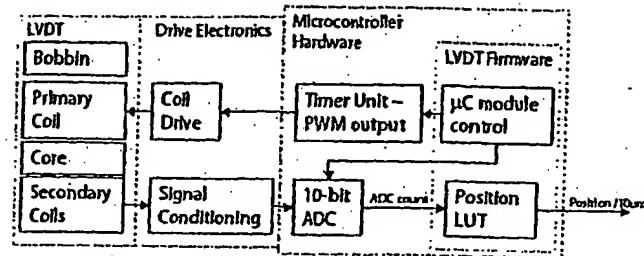 LVDT
Drive Electronics
Microcontroller
Hardware
LVDT Firmware
Bobbin
Primary
Coil
Coil
Drive
Timer Unit –
PWM output
µC module
control
Core
Secondary
Coils
Signal
Conditioning
10-bit
ADC
ADC count
Position
LUT
Position /10um